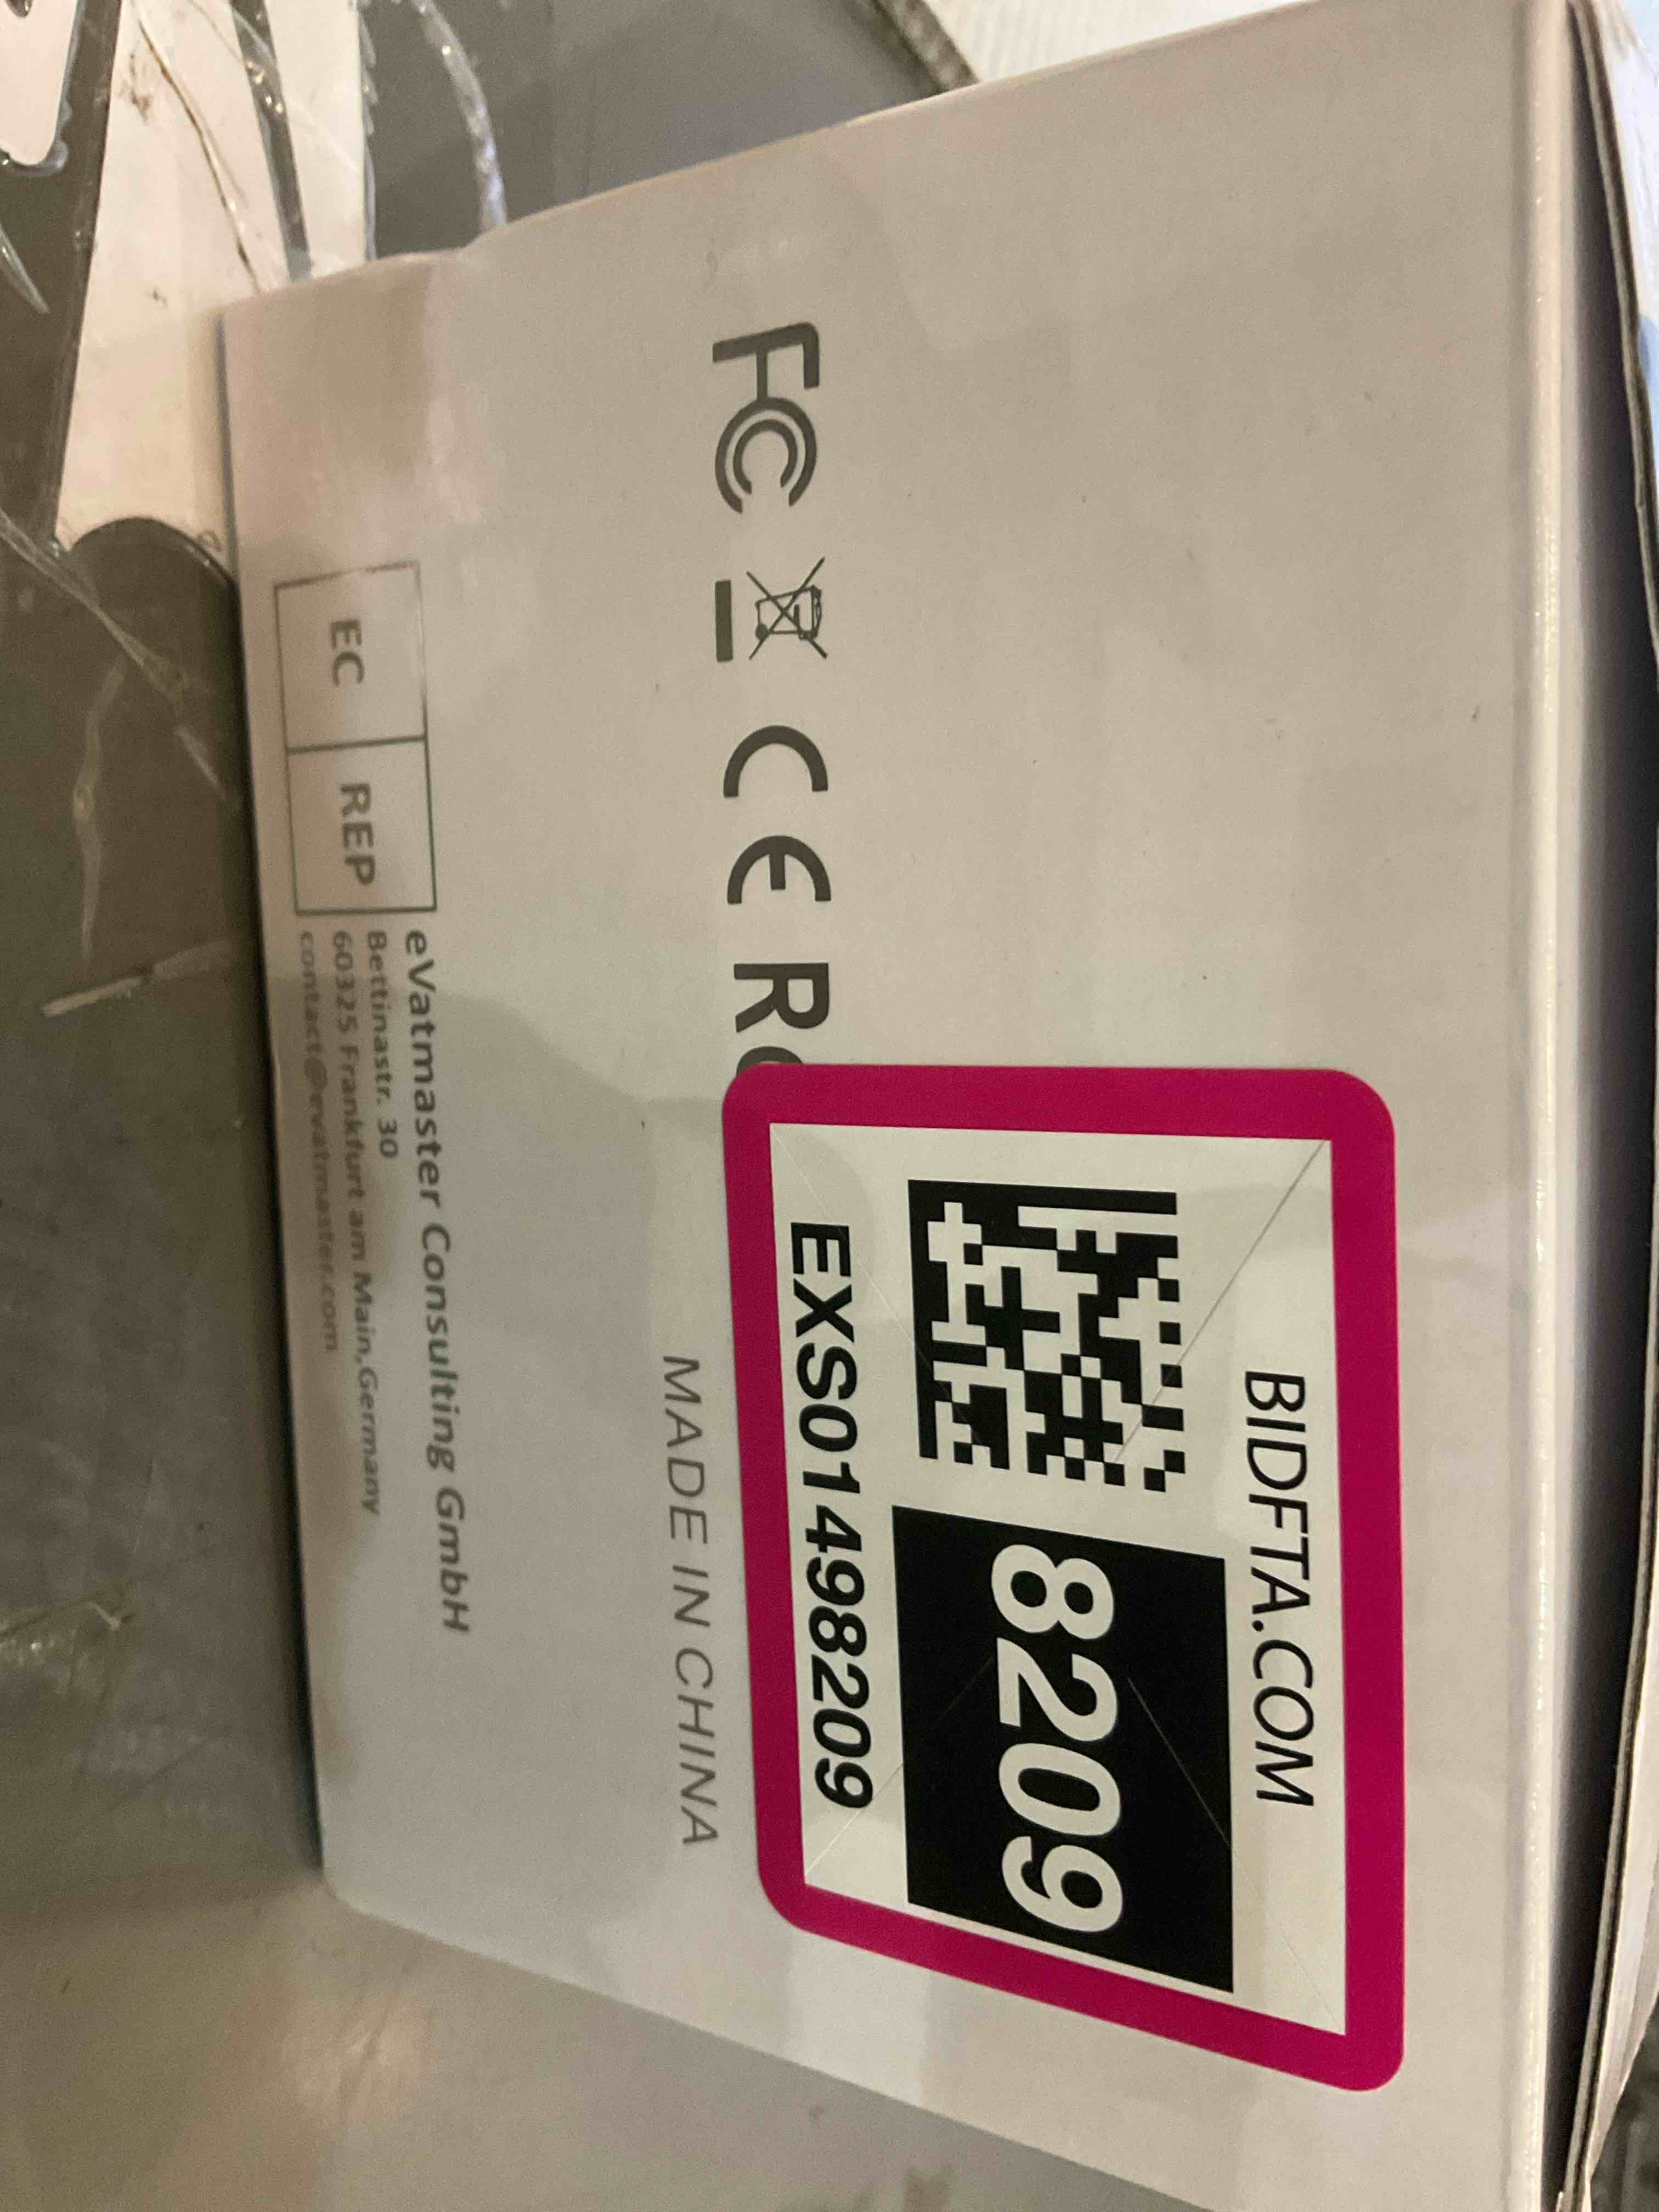 BIDFTA.COM
8209
EXS01498209
FC CE R
MADE IN CHINA
EC REP
eVatmaster Consulting GmbH
Bettinastr. 30
60325 Frankfurt am Main,Germany
contact@evatmaster.com